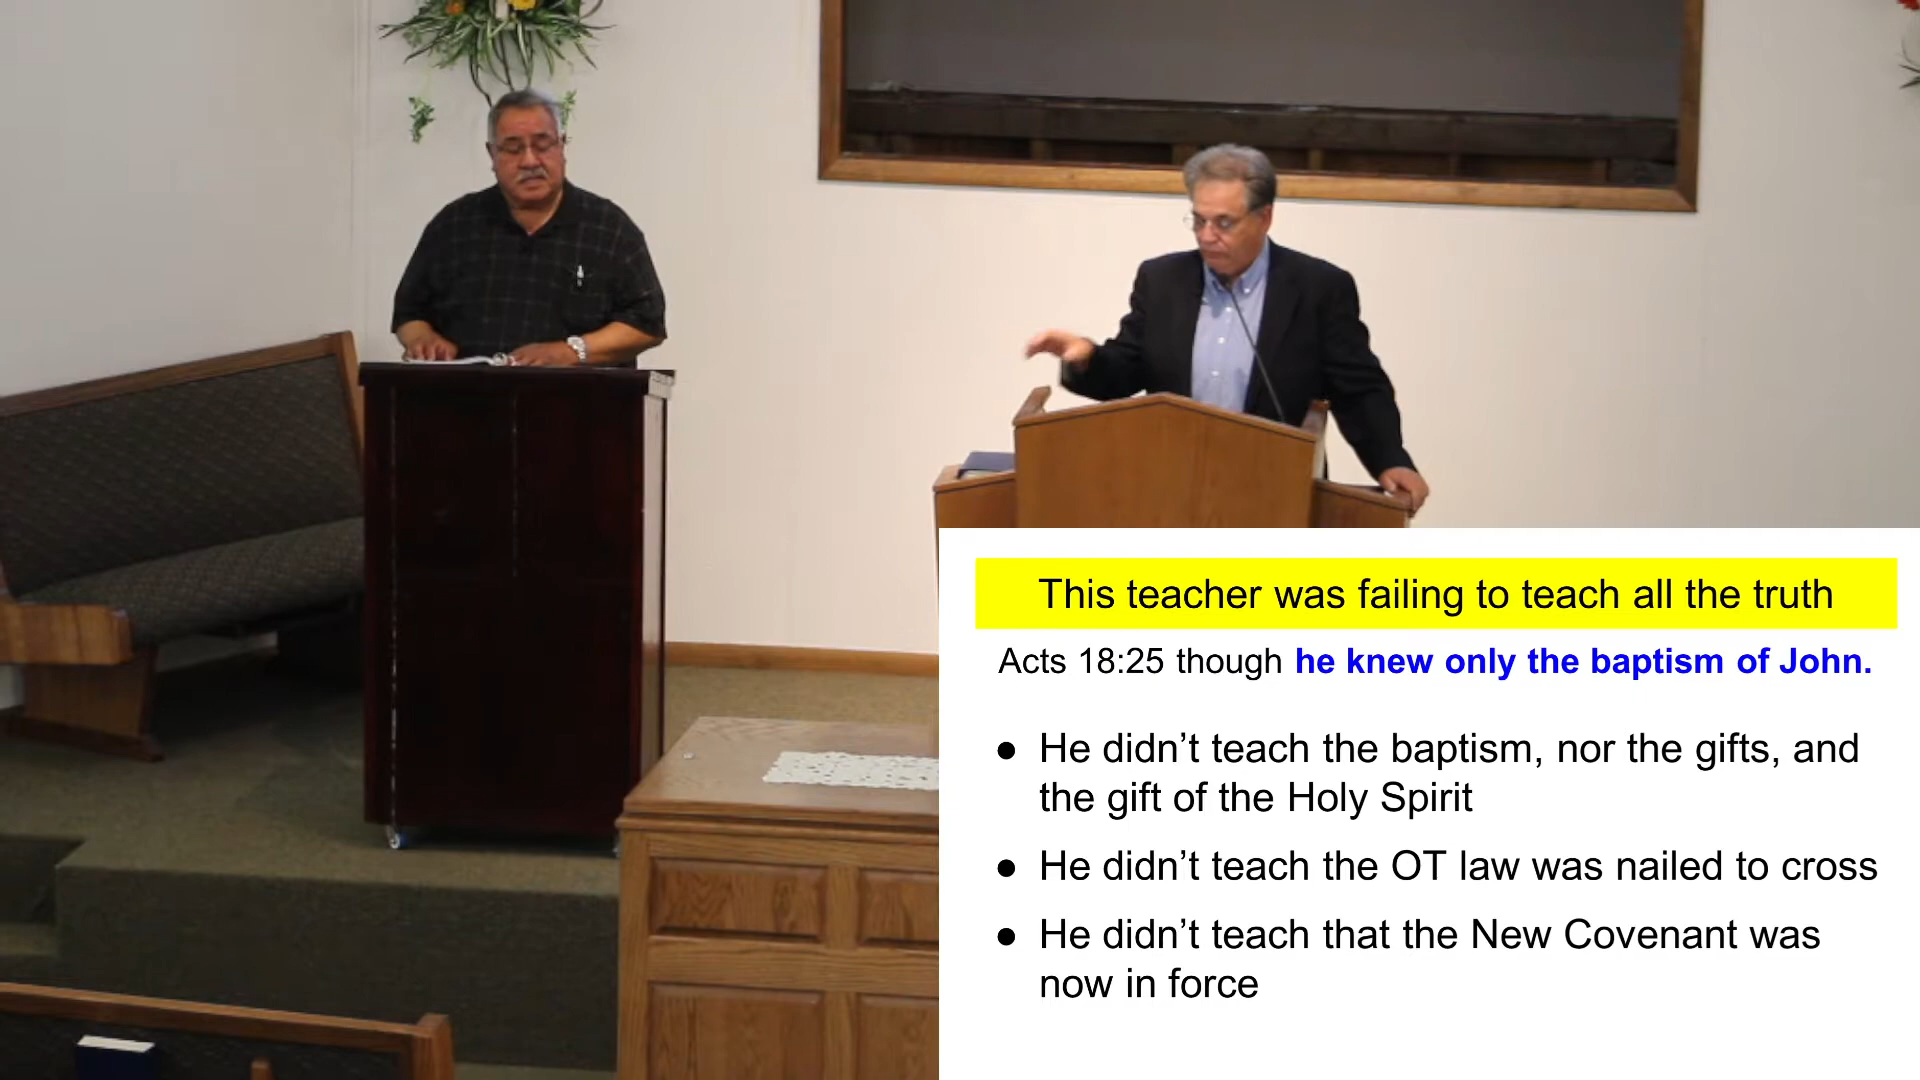 This teacher was failing to teach all the truth
Acts 18:25 though he knew only the baptism of John.
● He didn’t teach the baptism, nor the gifts, and
the gift of the Holy Spirit
● He didn’t teach the OT law was nailed to cross
● He didn’t teach that the New Covenant was
now in force